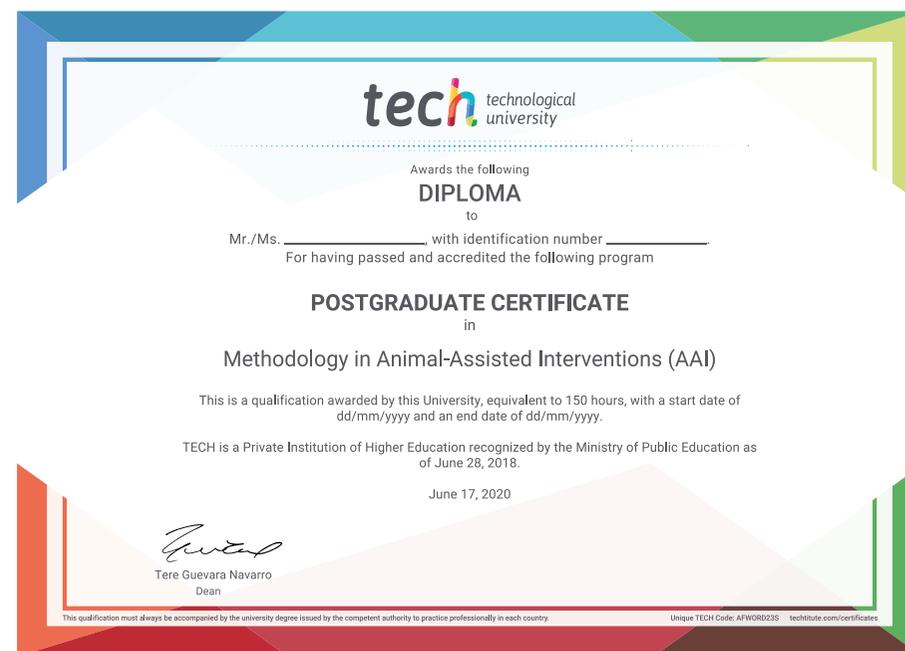 tech technological
university
Awards the following
DIPLOMA
to
Mr./Ms. ____________________, with identification number ______________.
For having passed and accredited the following program
POSTGRADUATE CERTIFICATE
in
Methodology in Animal-Assisted Interventions (AAI)
This is a qualification awarded by this University, equivalent to 150 hours, with a start date of
dd/mm/yyyy and an end date of dd/mm/yyyy.
TECH is a Private Institution of Higher Education recognized by the Ministry of Public Education as
of June 28, 2018.
June 17, 2020
Tere Guevara Navarro
Dean
This qualification must always be accompanied by the university degree issued by the competent authority to practice professionally in each country.
Unique TECH Code: AFWORD23S techtitute.com/certificates